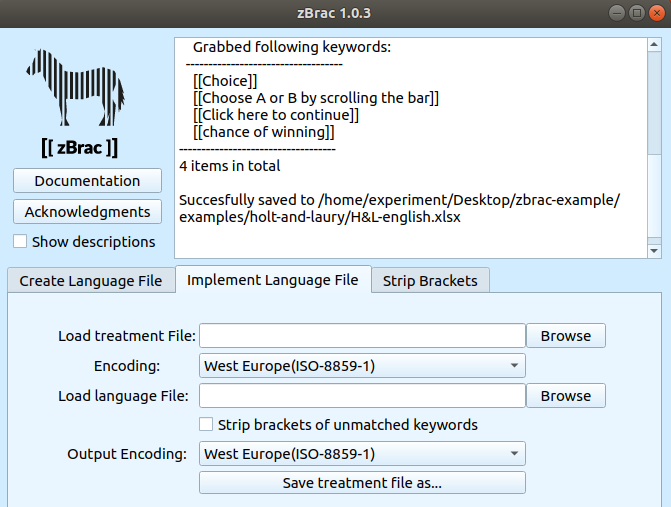 zBrac 1.0.3
Grabbed following keywords:
-----------------------------------
[[Choice]]
[[Choose A or B by scrolling the bar]]
[[Click here to continue]]
[[chance of winning]]
-----------------------------------
4 items in total
Succesfully saved to /home/experiment/Desktop/zbrac-example/
examples/holt-and-laury/H&L-english.xlsx
[[ zBrac ]]
Documentation
Acknowledgments
Show descriptions
Create Language File
Implement Language File
Strip Brackets
Load treatment File:
Browse
Encoding:
West Europe(ISO-8859-1)
Load language File:
Browse
Strip brackets of unmatched keywords
Output Encoding:
West Europe(ISO-8859-1)
Save treatment file as...